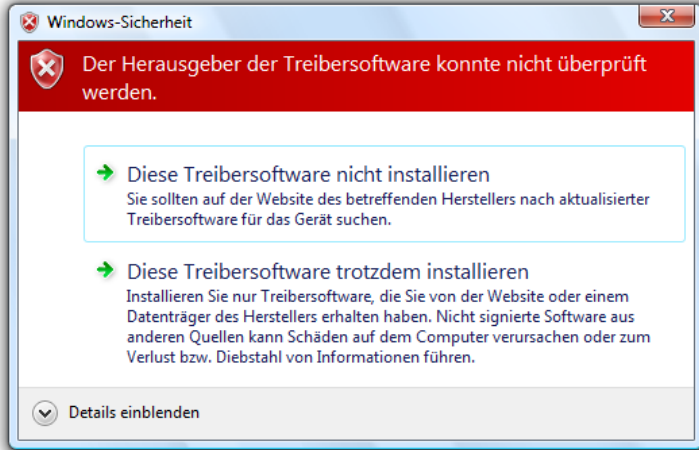 Windows-Sicherheit
Der Herausgeber der Treibersoftware konnte nicht überprüft
werden.
Diese Treibersoftware nicht installieren
Sie sollten auf der Website des betreffenden Herstellers nach aktualisierter
Treibersoftware für das Gerät suchen.
Diese Treibersoftware trotzdem installieren
Installieren Sie nur Treibersoftware, die Sie von der Website oder einem
Datenträger des Herstellers erhalten haben. Nicht signierte Software aus
anderen Quellen kann Schäden auf dem Computer verursachen oder zum
Verlust bzw. Diebstahl von Informationen führen.
Details einblenden